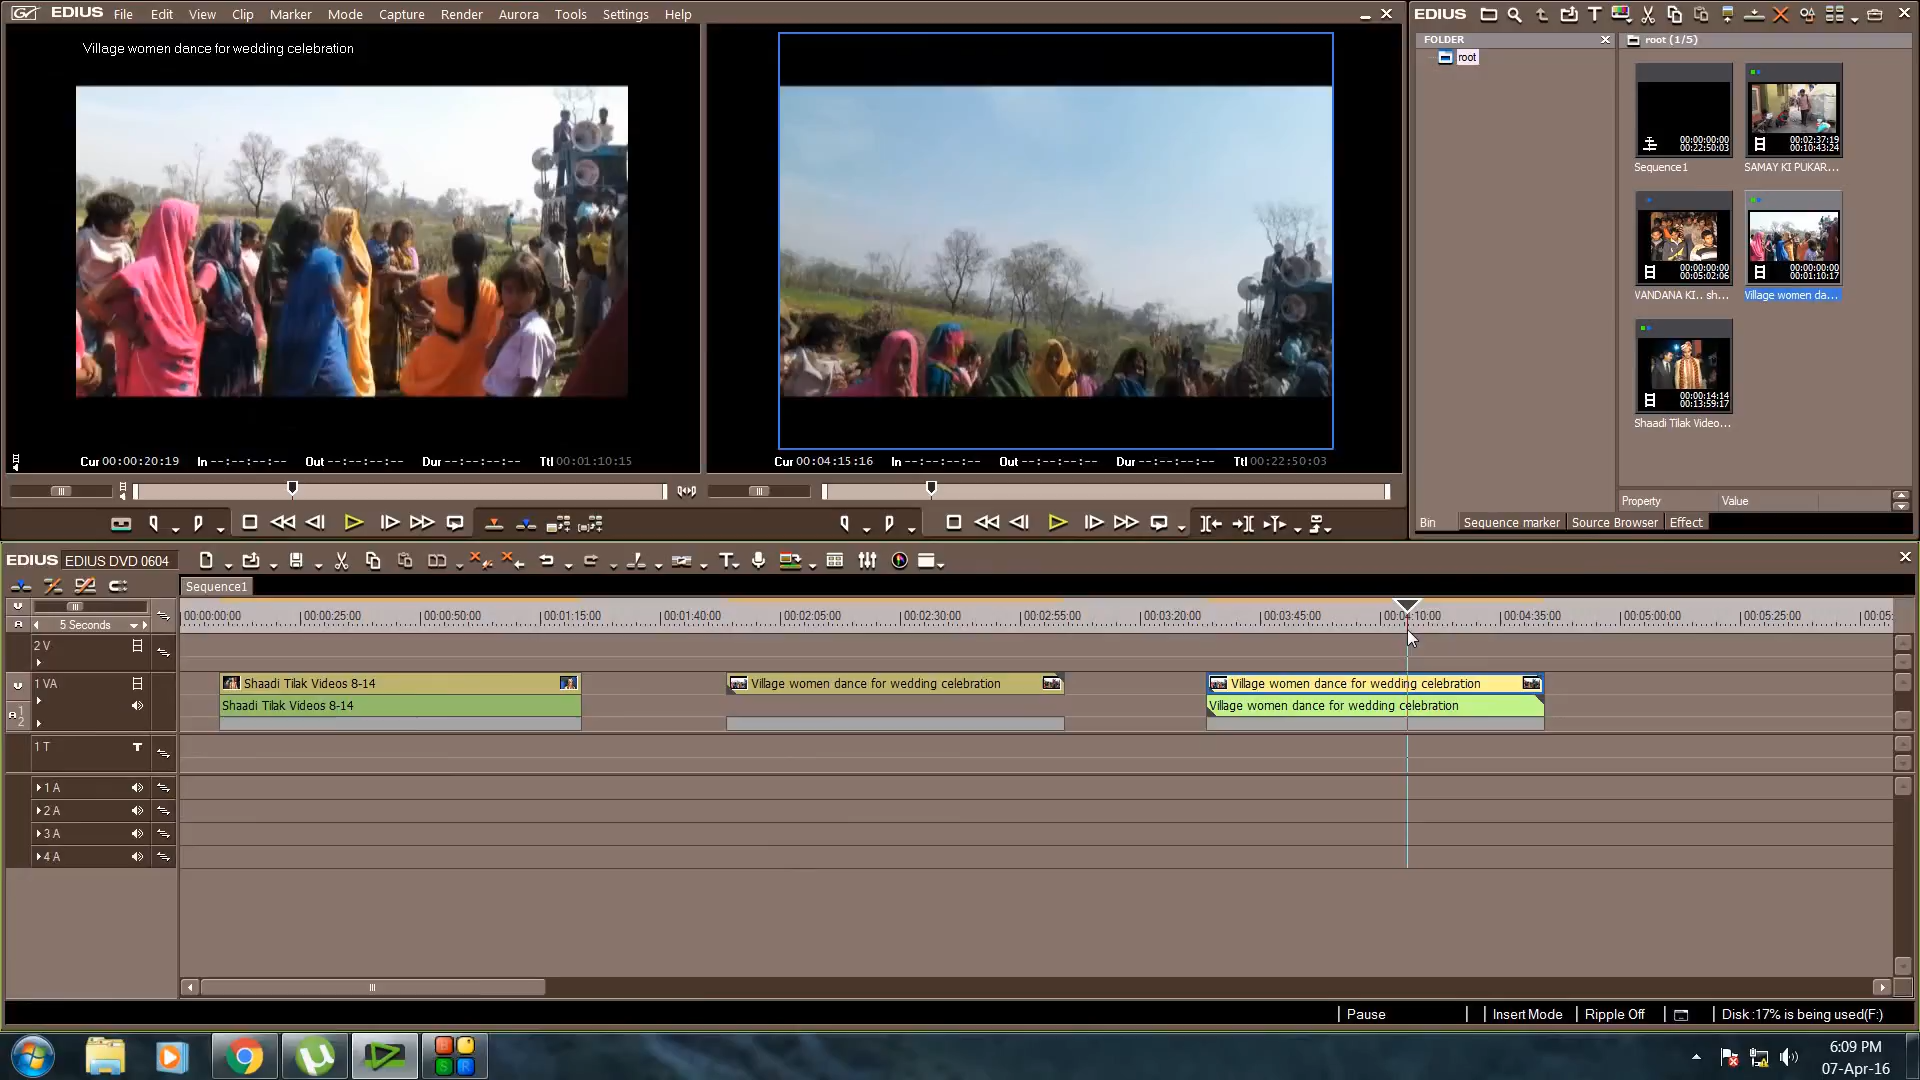 EDIUS File Edit View Clip Marker Mode Capture Render Aurora Tools Settings Help
Village women dance for wedding celebration
Cur 00:00:20:19 In --:--:--:-- Out --:--:--:-- Dur --:--:--:-- Ttl 00:01:10:15
Cur 00:04:15:16 In --:--:--:-- Out --:--:--:-- Dur --:--:--:-- Ttl 00:22:50:03
EDIUS
FOLDER
root
root (1/5)
00:00:00:00
00:22:50:03
Sequence1
00:02:37:19
00:10:43:24
SAMAY KI PUKAR...
00:00:00:00
00:05:02:06
VANDANA KI.. sh...
00:00:00:00
00:01:10:17
Village women da...
00:00:14:14
00:13:59:17
Shaadi Tilak Video...
Property Value
Bin Sequence marker Source Browser Effect
EDIUS EDIUS DVD 0604
Sequence1
5 Seconds
00:00:00:00 00:00:25:00 00:00:50:00 00:01:15:00 00:01:40:00 00:02:05:00 00:02:30:00 00:02:55:00 00:03:20:00 00:03:45:00 00:04:10:00 00:04:35:00 00:05:00:00 00:05:25:00 00:05:
2 V
1 VA
Shaadi Tilak Videos 8-14
Village women dance for wedding celebration
Village women dance for wedding celebration
Shaadi Tilak Videos 8-14
Village women dance for wedding celebration
1 T T
1 A
2 A
3 A
4 A
Pause Insert Mode Ripple Off Disk :17% is being used(F:)
6:09 PM
07-Apr-16